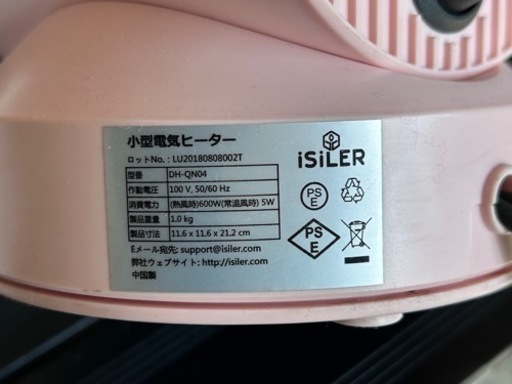 小型電気ヒーター
ロットNo,: LU20180808002T
型番 DH-QN04
作動電圧 100 V, 50/60 Hz
消費電力 (熱風時)600W(常温風時) 5W
重量 1.0 kg
製品寸法 11.6 x 11.6 x 21.2 cm
Eメール宛先: support@isiler.com
弊社ウェブサイト: http://isiler.com
中国製
iSiLER
PS
E
PS
E